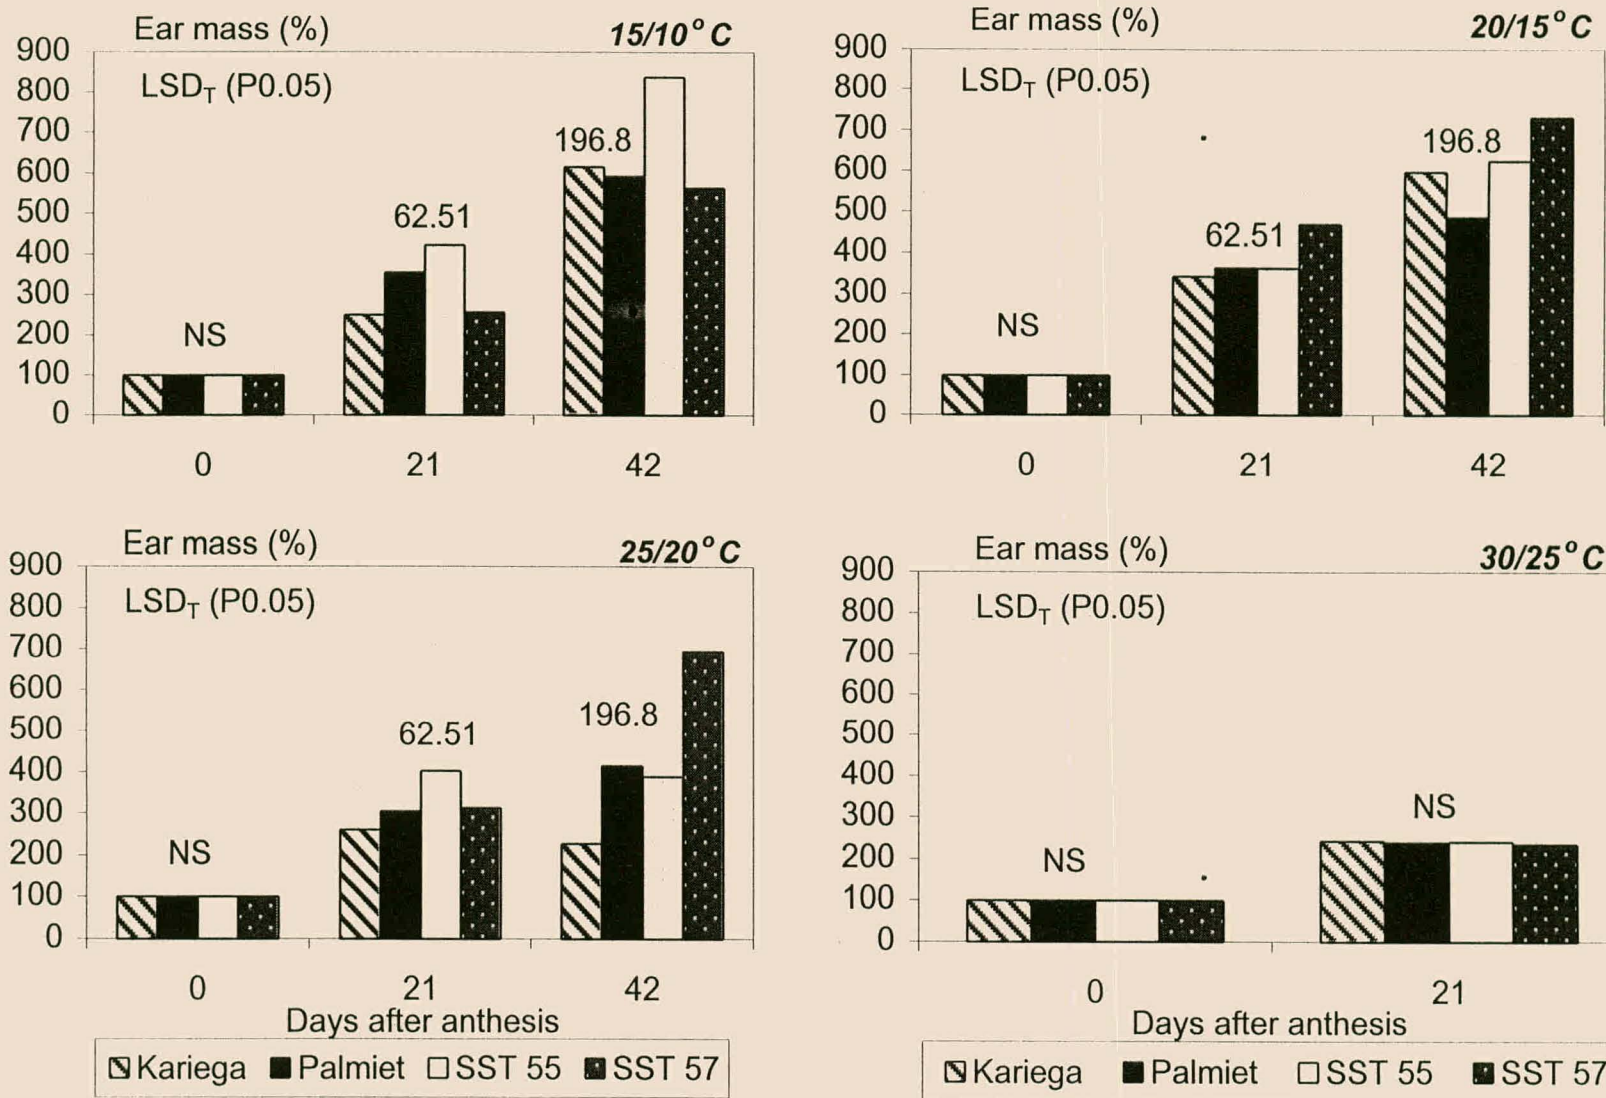 Ear mass (%) 15/10° C
LSD_T (P0.05)
900
800
700
600
500
400
300
200
100
0
NS
62.51
196.8
0 21 42
Ear mass (%) 20/15° C
LSD_T (P0.05)
900
800
700
600
500
400
300
200
100
0
NS
62.51
196.8
0 21 42
Ear mass (%) 25/20° C
LSD_T (P0.05)
900
800
700
600
500
400
300
200
100
0
NS
62.51
196.8
0 21 42
Days after anthesis
Kariega Palmiet SST 55 SST 57
Ear mass (%) 30/25° C
LSD_T (P0.05)
900
800
700
600
500
400
300
200
100
0
NS
NS
0 21
Days after anthesis
Kariega Palmiet SST 55 SST 57